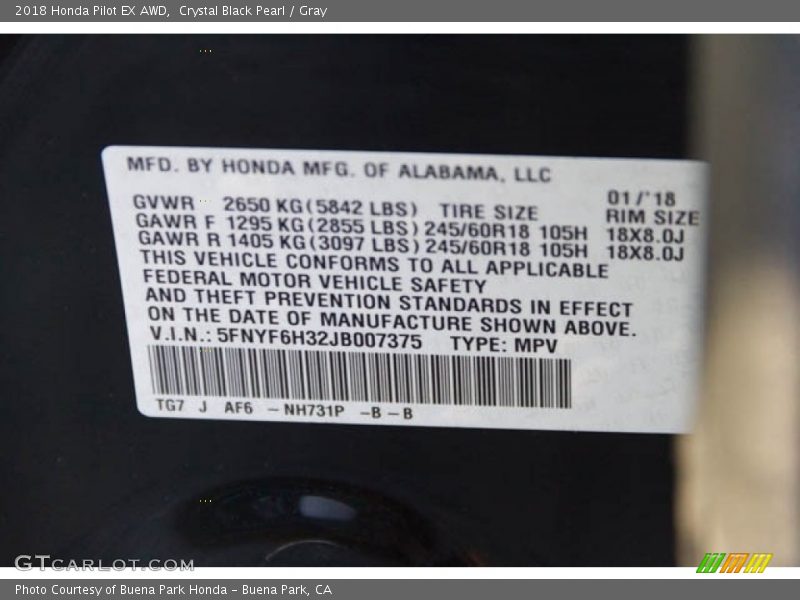 2018 Honda Pilot EX AWD,  Crystal Black Pearl / Gray
MFD. BY HONDA MFG. OF ALABAMA, LLC
01/'18
GVWR 2650 KG(5842 LBS) TIRE SIZE RIM SIZE
GAWR F 1295 KG(2855 LBS) 245/60R18 105H 18X8.0J
GAWR R 1405 KG(3097 LBS) 245/60R18 105H 18X8.0J
THIS VEHICLE CONFORMS TO ALL APPLICABLE
FEDERAL MOTOR VEHICLE SAFETY
AND THEFT PREVENTION STANDARDS IN EFFECT
ON THE DATE OF MANUFACTURE SHOWN ABOVE.
V.I.N.: 5FNYF6H32JB007375 TYPE: MPV
TG7 J AF6 -NH731P -B-B
GTCARLOT.COM
Photo Courtesy of Buena Park Honda - Buena Park, CA